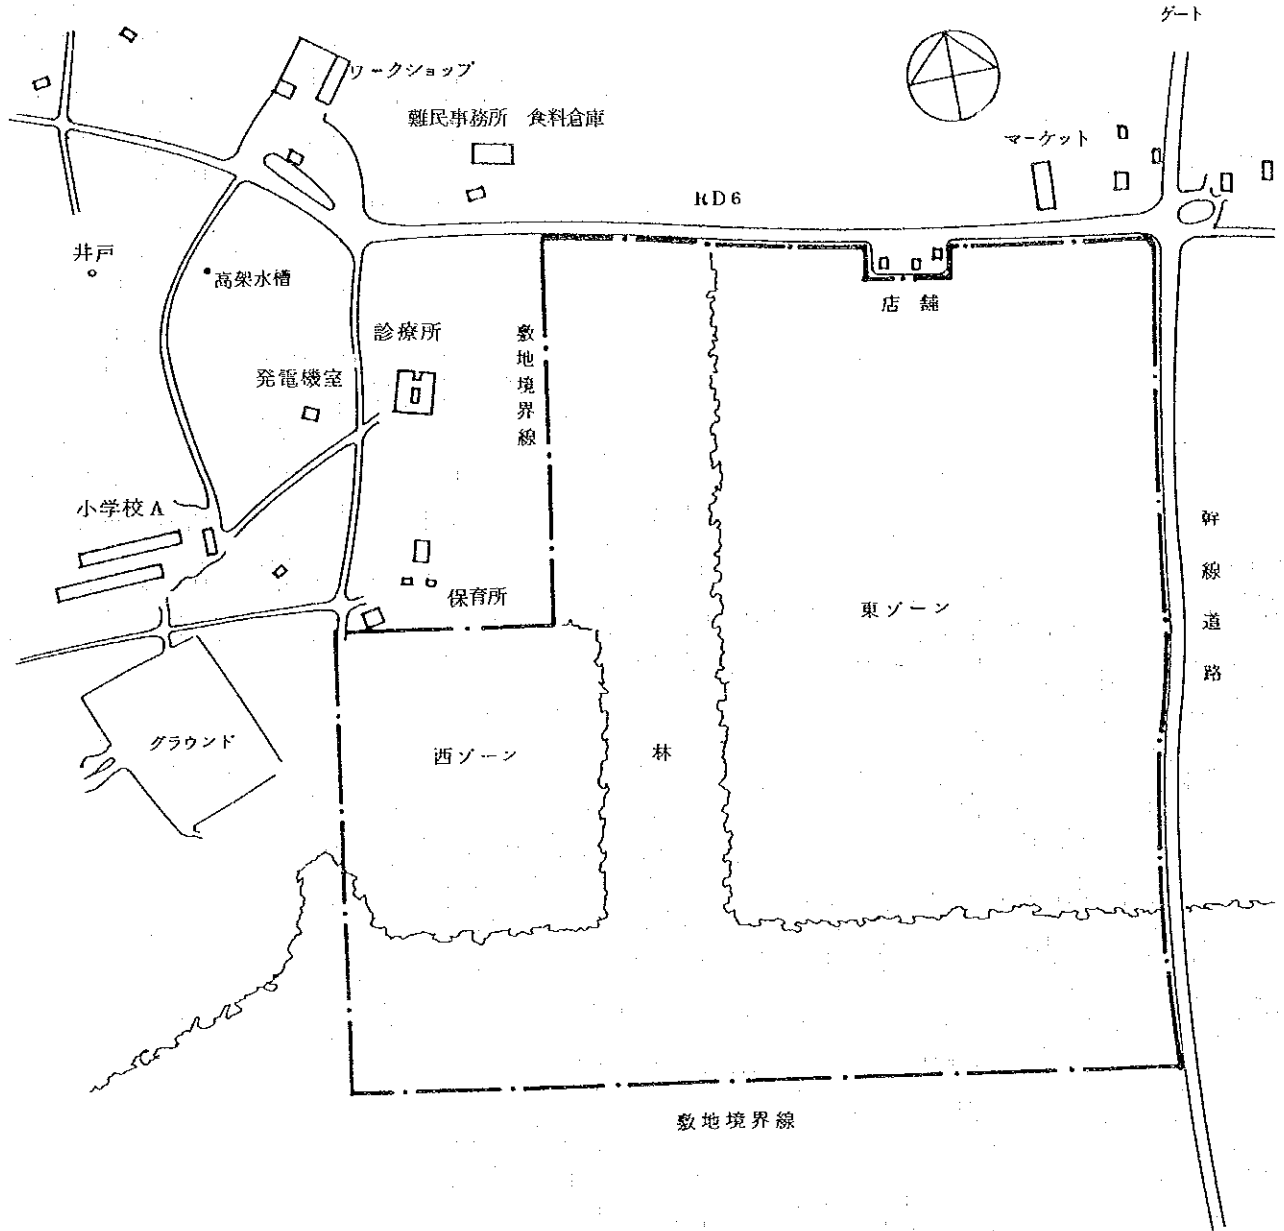 ゲート
ワークショップ
難民事務所 食料倉庫
マーケット
RD6
井戸
高架水槽
店舗
診療所
敷地境界線
発電機室
小学校A
幹線道路
保育所
東ゾーン
グラウンド
西ゾーン
林
敷地境界線